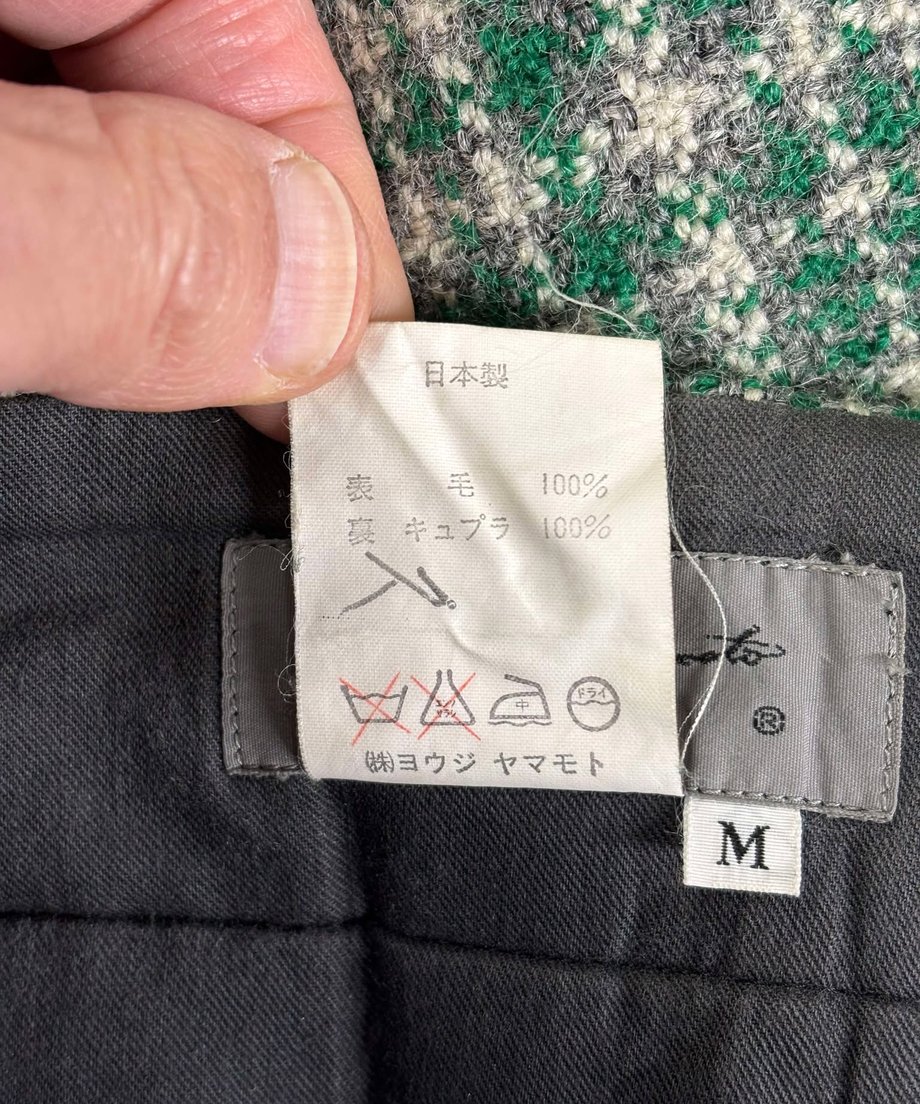 日本製
表 毛 100%
裏 キュプラ 100%
中 ドライ
(株)ヨウジ ヤマモト
®
M